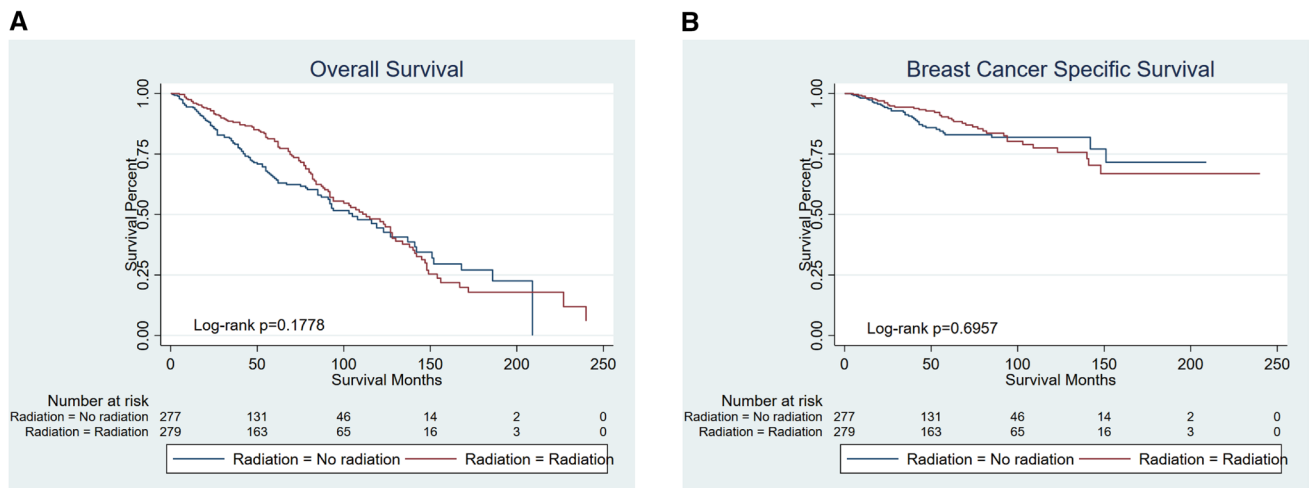 A
Overall Survival
Survival Percent
1.00
0.75
0.50
0.25
0.00
Log-rank p=0.1778
0 50 100 150 200 250
Survival Months
Number at risk
Radiation = No radiation 277 131 46 14 2 0
Radiation = Radiation 279 163 65 16 3 0
Radiation = No radiation Radiation = Radiation
B
Breast Cancer Specific Survival
Survival Percent
1.00
0.75
0.50
0.25
0.00
Log-rank p=0.6957
0 50 100 150 200 250
Survival Months
Number at risk
Radiation = No radiation 277 131 46 14 2 0
Radiation = Radiation 279 163 65 16 3 0
Radiation = No radiation Radiation = Radiation